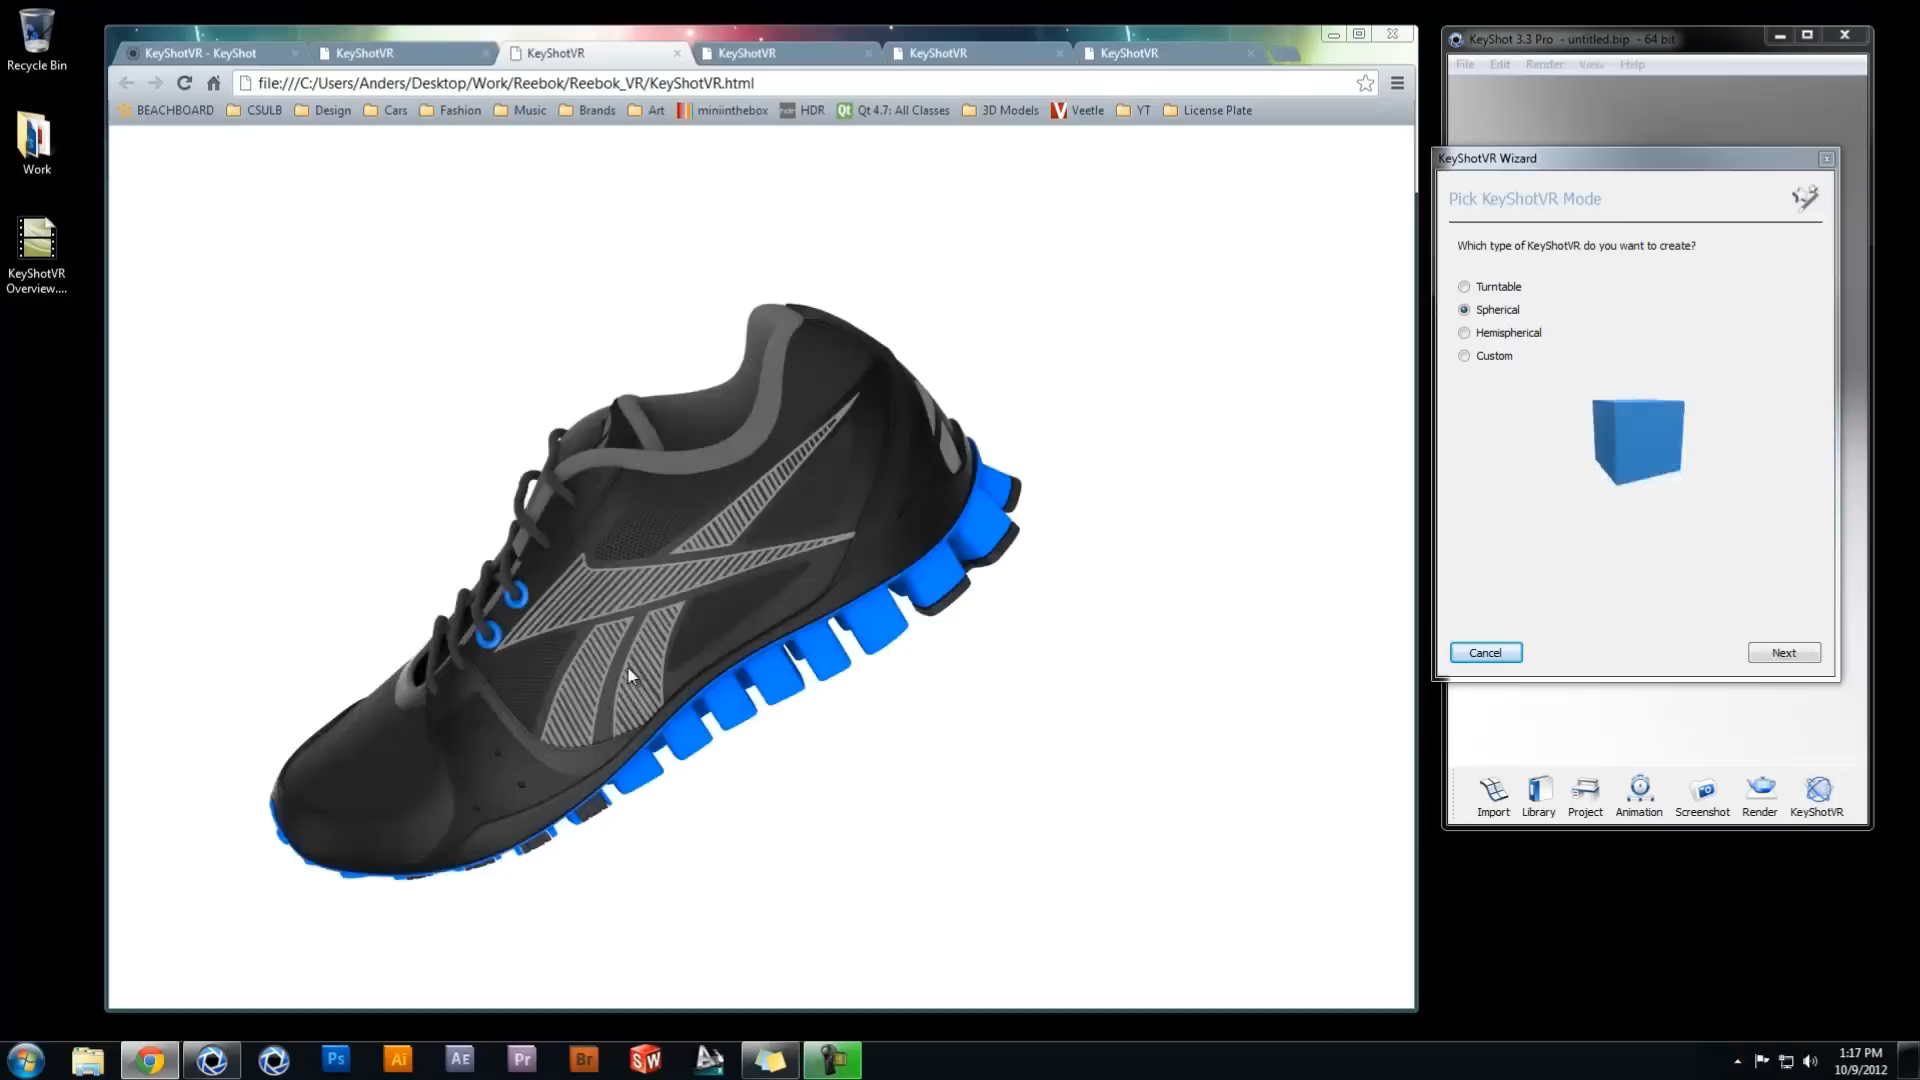 Recycle Bin
Work
KeyShotVR
Overview....
KeyShotVR - KeyShot
KeyShotVR
KeyShotVR
KeyShotVR
KeyShotVR
KeyShotVR
file:///C:/Users/Anders/Desktop/Work/Reebok/Reebok_VR/KeyShotVR.html
BEACHBOARD CSULB Design Cars Fashion Music Brands Art miniinthebox HDR Qt 4.7: All Classes 3D Models Veetle YT License Plate
KeyShot 3.3 Pro - untitled.bip - 64 bit
File Edit Render View Help
KeyShotVR Wizard
Pick KeyShotVR Mode
Which type of KeyShotVR do you want to create?
Turntable
Spherical
Hemispherical
Custom
Cancel Next
Import Library Project Animation Screenshot Render KeyShotVR
Ps Ai AE Pr Br SW
1:17 PM
10/9/2012